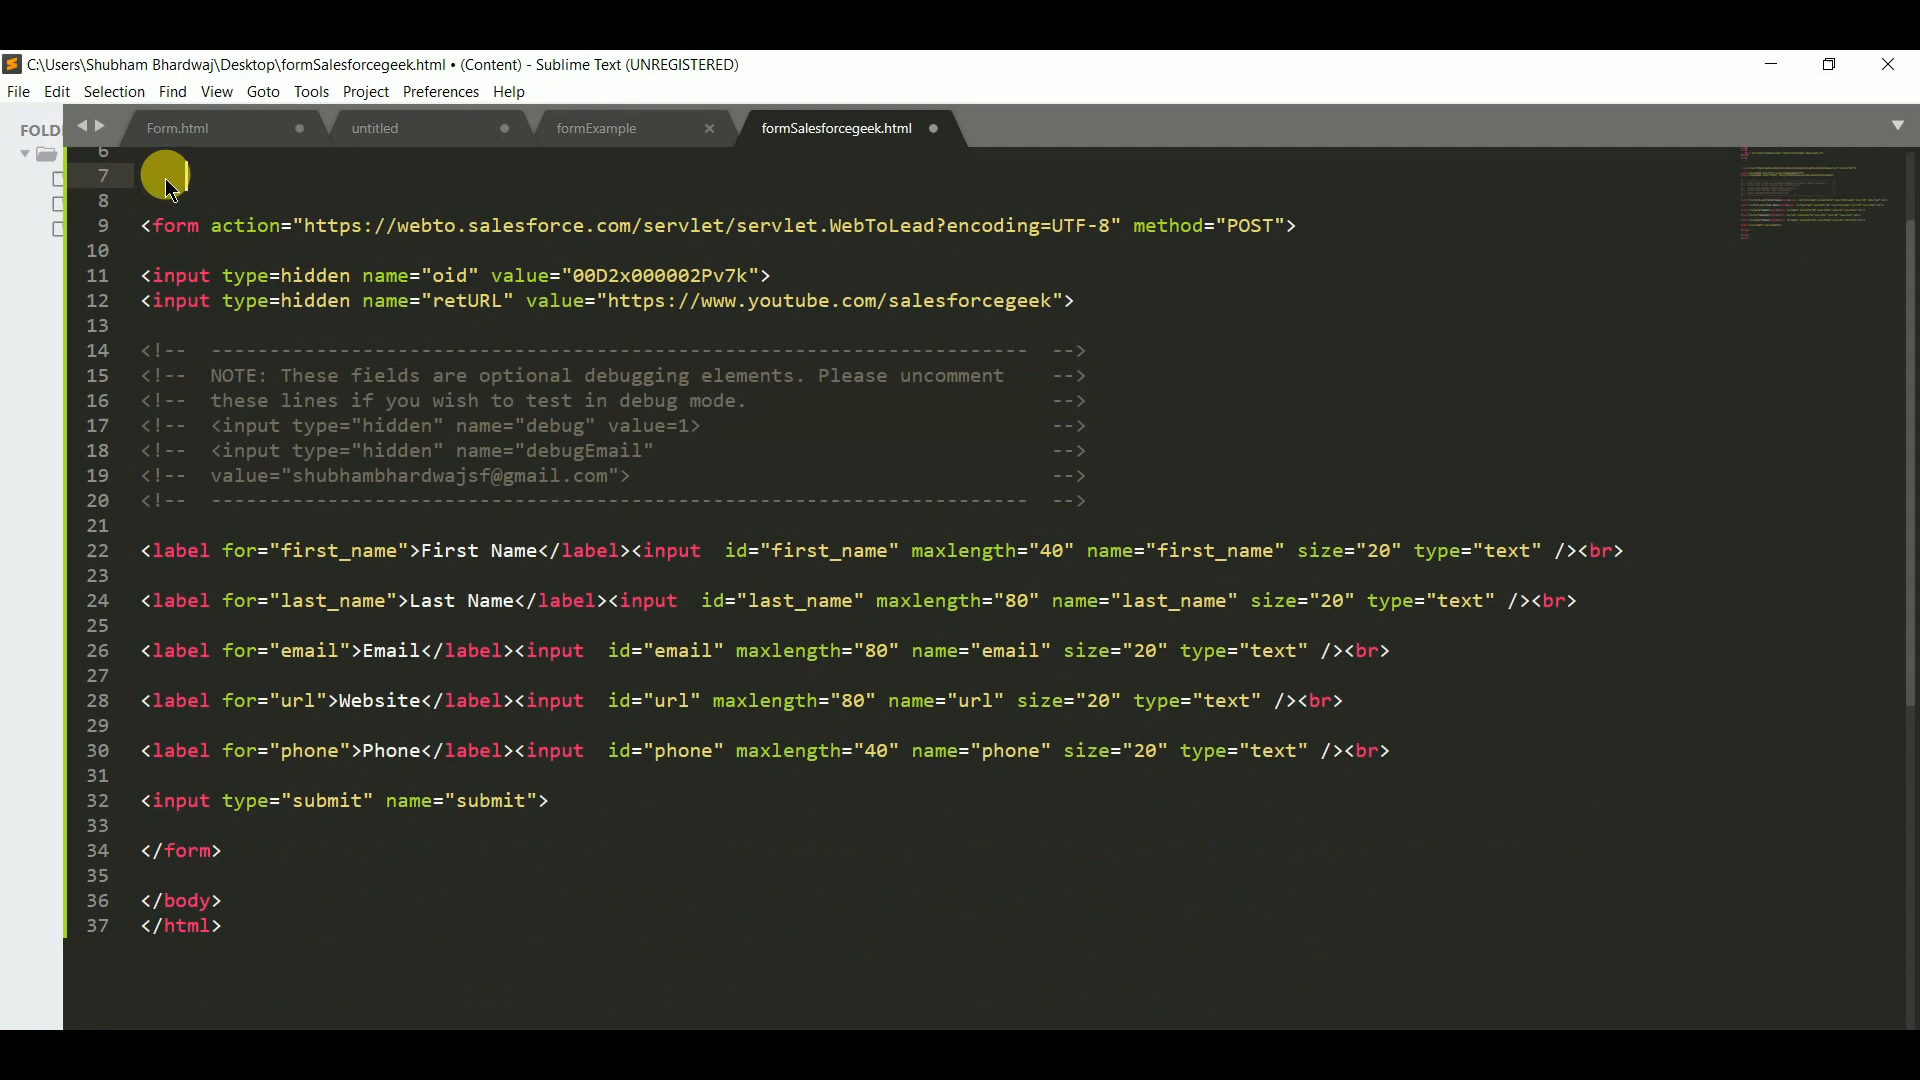 C:\Users\Shubham Bhardwaj\Desktop\formSalesforcegeek.html • (Content) - Sublime Text (UNREGISTERED)
File Edit Selection Find View Goto Tools Project Preferences Help
FOLD
Form.html untitled formExample formSalesforcegeek.html
6
7
8
9 <form action="https://webto.salesforce.com/servlet/servlet.WebToLead?encoding=UTF-8" method="POST">
10
11 <input type=hidden name="oid" value="00D2x000002Pv7k">
12 <input type=hidden name="retURL" value="https://www.youtube.com/salesforcegeek">
13
14 <!--  ----------------------------------------------------------------------  -->
15 <!--  NOTE: These fields are optional debugging elements. Please uncomment    -->
16 <!--  these lines if you wish to test in debug mode.                          -->
17 <!--  <input type="hidden" name="debug" value=1>                              -->
18 <!--  <input type="hidden" name="debugEmail"                                  -->
19 <!--  value="shubhambhardwajsf@gmail.com">                                    -->
20 <!--  ----------------------------------------------------------------------  -->
21
22 <label for="first_name">First Name</label><input  id="first_name" maxlength="40" name="first_name" size="20" type="text" /><br>
23
24 <label for="last_name">Last Name</label><input  id="last_name" maxlength="80" name="last_name" size="20" type="text" /><br>
25
26 <label for="email">Email</label><input  id="email" maxlength="80" name="email" size="20" type="text" /><br>
27
28 <label for="url">Website</label><input  id="url" maxlength="80" name="url" size="20" type="text" /><br>
29
30 <label for="phone">Phone</label><input  id="phone" maxlength="40" name="phone" size="20" type="text" /><br>
31
32 <input type="submit" name="submit">
33
34 </form>
35
36 </body>
37 </html>